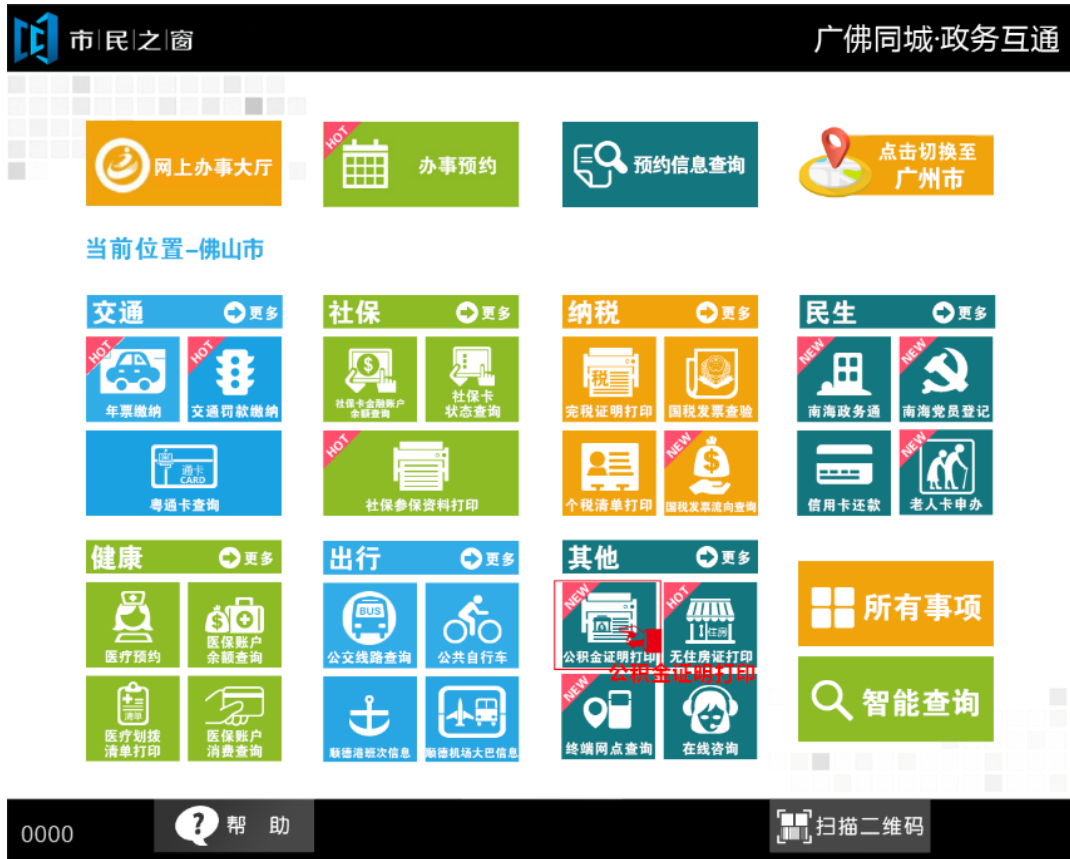 市民之窗
广佛同城·政务互通
网上办事大厅
HOT
办事预约
预约信息查询
点击切换至
广州市
当前位置–佛山市
交通
更多
社保
更多
纳税
更多
民生
更多
HOT
年票缴纳
HOT
交通罚款缴纳
社保卡金融账户
余额查询
社保卡
状态查询
税
完税证明打印
国税发票查验
NEW
南海政务通
NEW
南海党员登记
通卡
CARD
粤通卡查询
HOT
社保参保资料打印
个税清单打印
NEW
国税发票流向查询
信用卡还款
NEW
老人卡申办
健康
更多
出行
更多
其他
更多
医疗预约
医保账户
余额查询
BUS
公交线路查询
公共自行车
NEW
公积金证明打印
HOT
住房
无住房证打印
公积金证明打印
所有事项
清单
医疗划拨
清单打印
医保账户
消费查询
顺德港班次信息
顺德机场大巴信息
NEW
终端网点查询
在线咨询
智能查询
0000
?
帮 助
扫描二维码